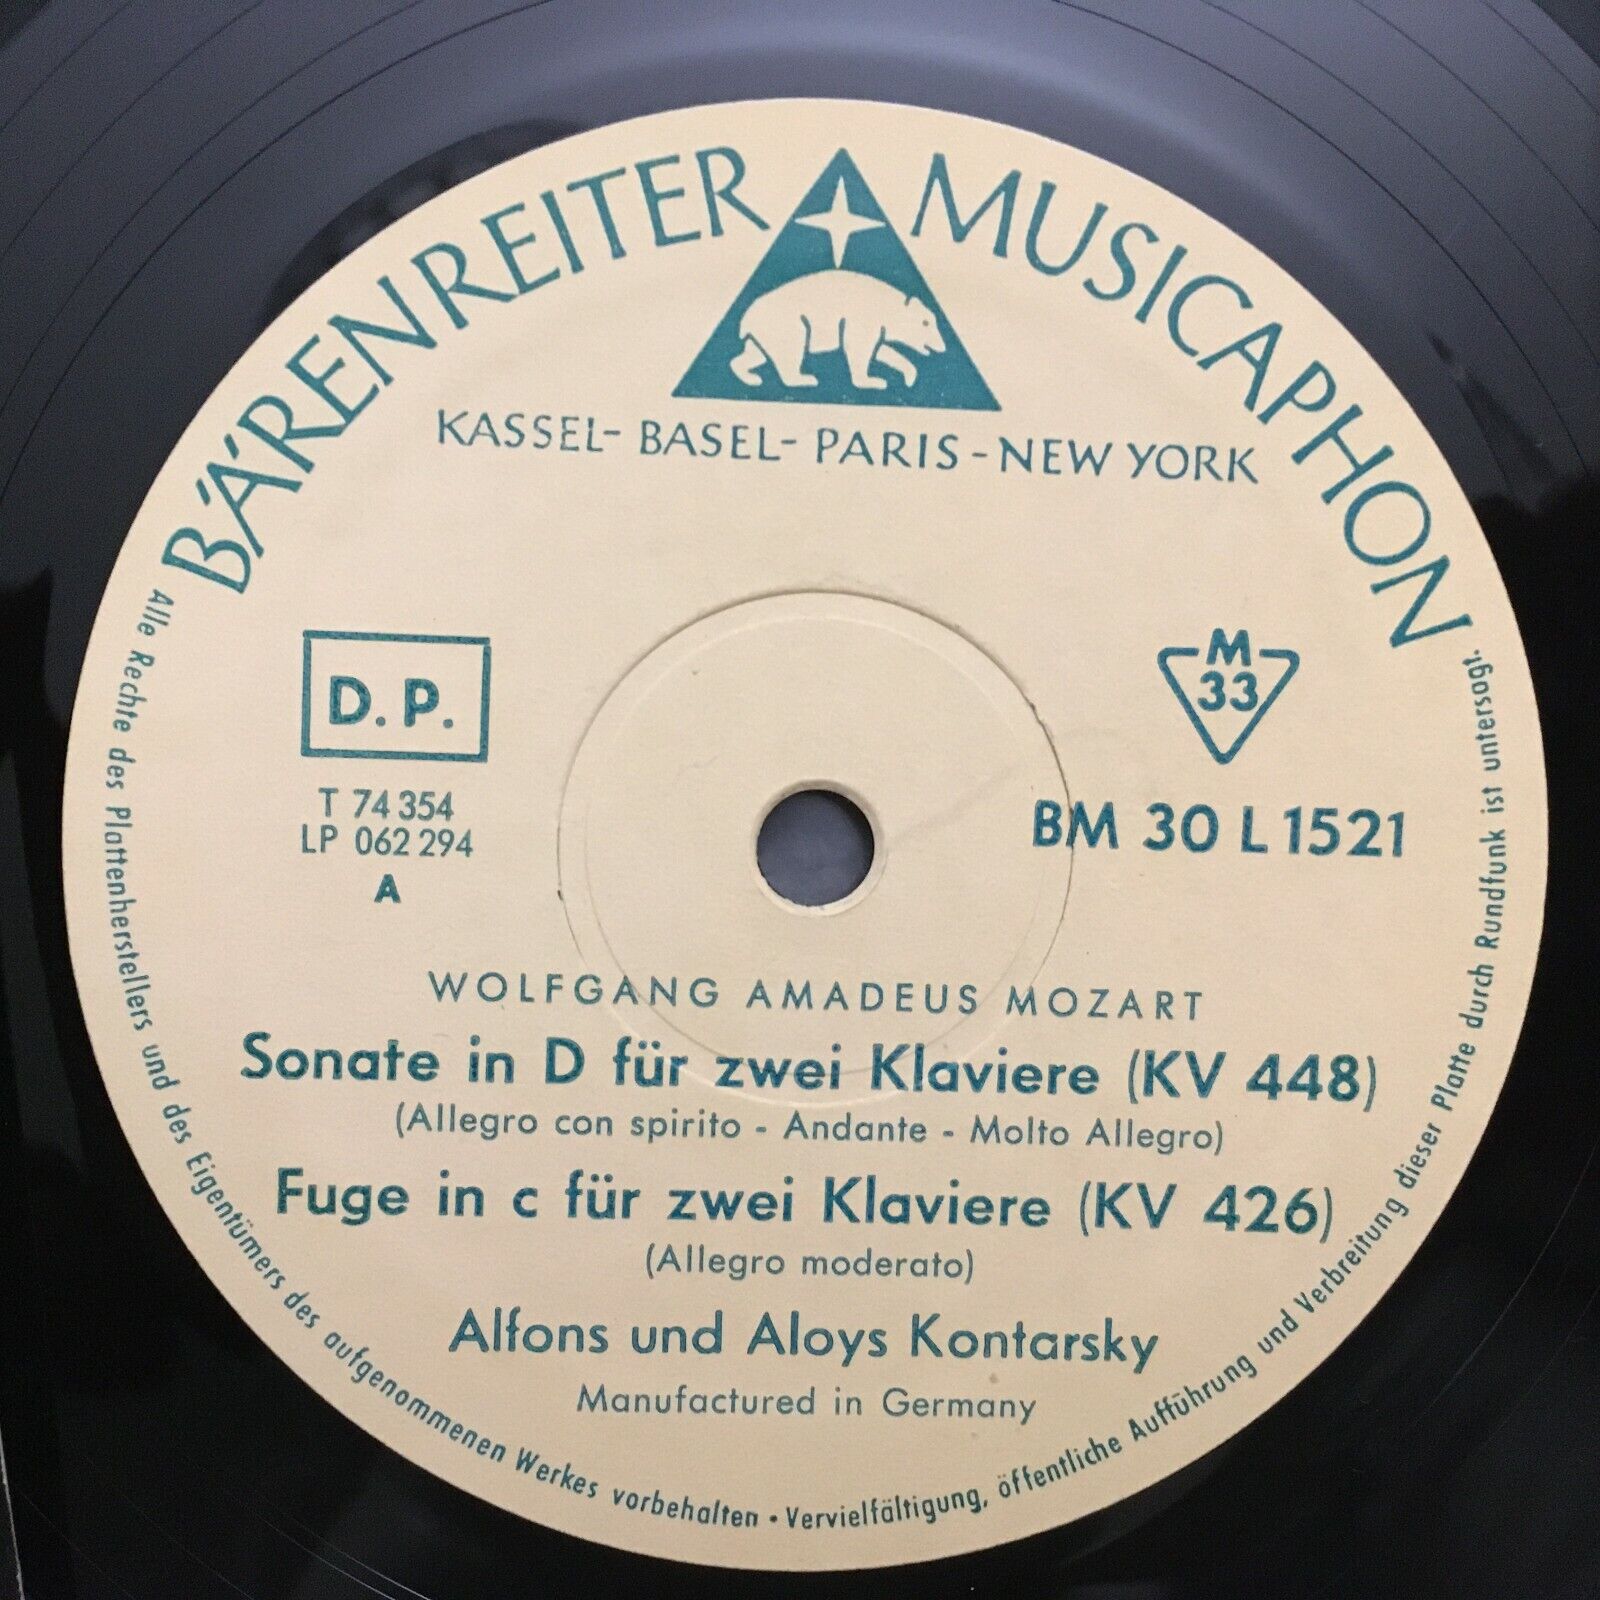 BÄRENREITER MUSICAPHON
KASSEL- BASEL- PARIS - NEW YORK
D. P.
T 74 354
LP 062 294
A
M
33
BM 30 L 1521
WOLFGANG AMADEUS MOZART
Sonate in D für zwei Klaviere (KV 448)
(Allegro con spirito - Andante - Molto Allegro)
Fuge in c für zwei Klaviere (KV 426)
(Allegro moderato)
Alfons und Aloys Kontarsky
Manufactured in Germany
Alle Rechte des Plattenherstellers und des Eigentümers des aufgenommenen Werkes vorbehalten • Vervielfältigung, öffentliche Aufführung und Verbreitung dieser Platte durch Rundfunk ist untersagt.